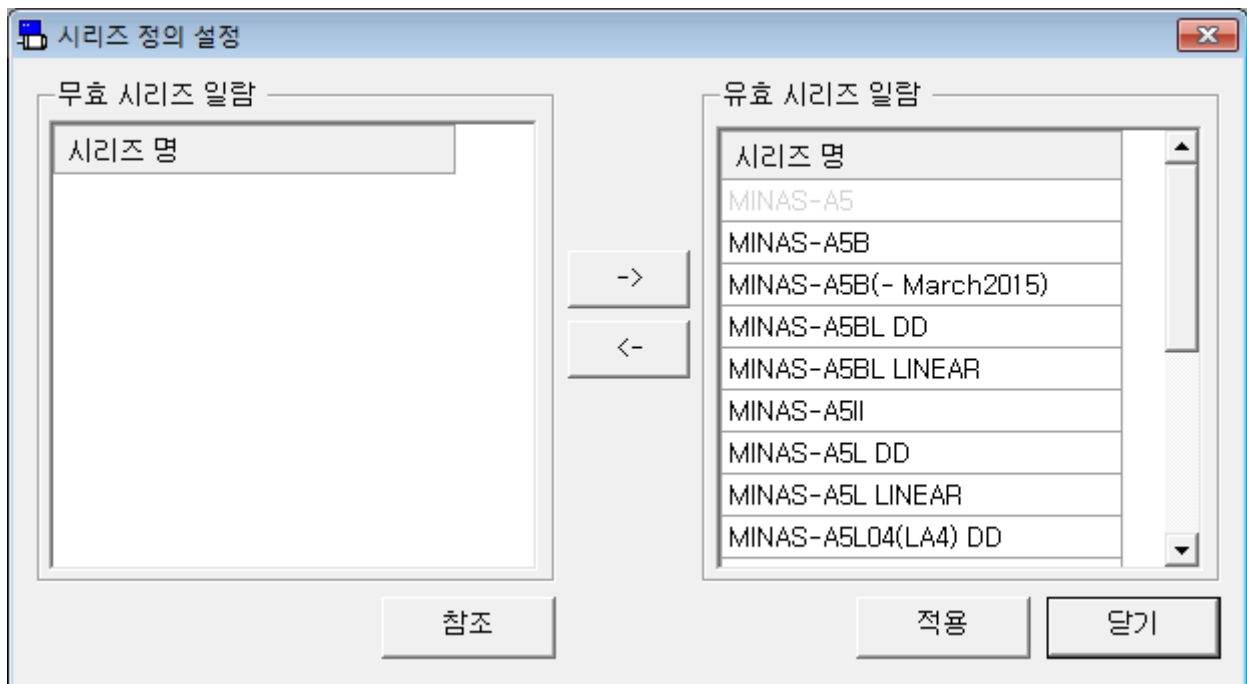 시리즈 정의 설정
무효 시리즈 일람
시리즈 명
->
<-
유효 시리즈 일람
시리즈 명
MINAS-A5
MINAS-A5B
MINAS-A5B(- March2015)
MINAS-A5BL DD
MINAS-A5BL LINEAR
MINAS-A5II
MINAS-A5L DD
MINAS-A5L LINEAR
MINAS-A5L04(LA4) DD
참조
적용
닫기